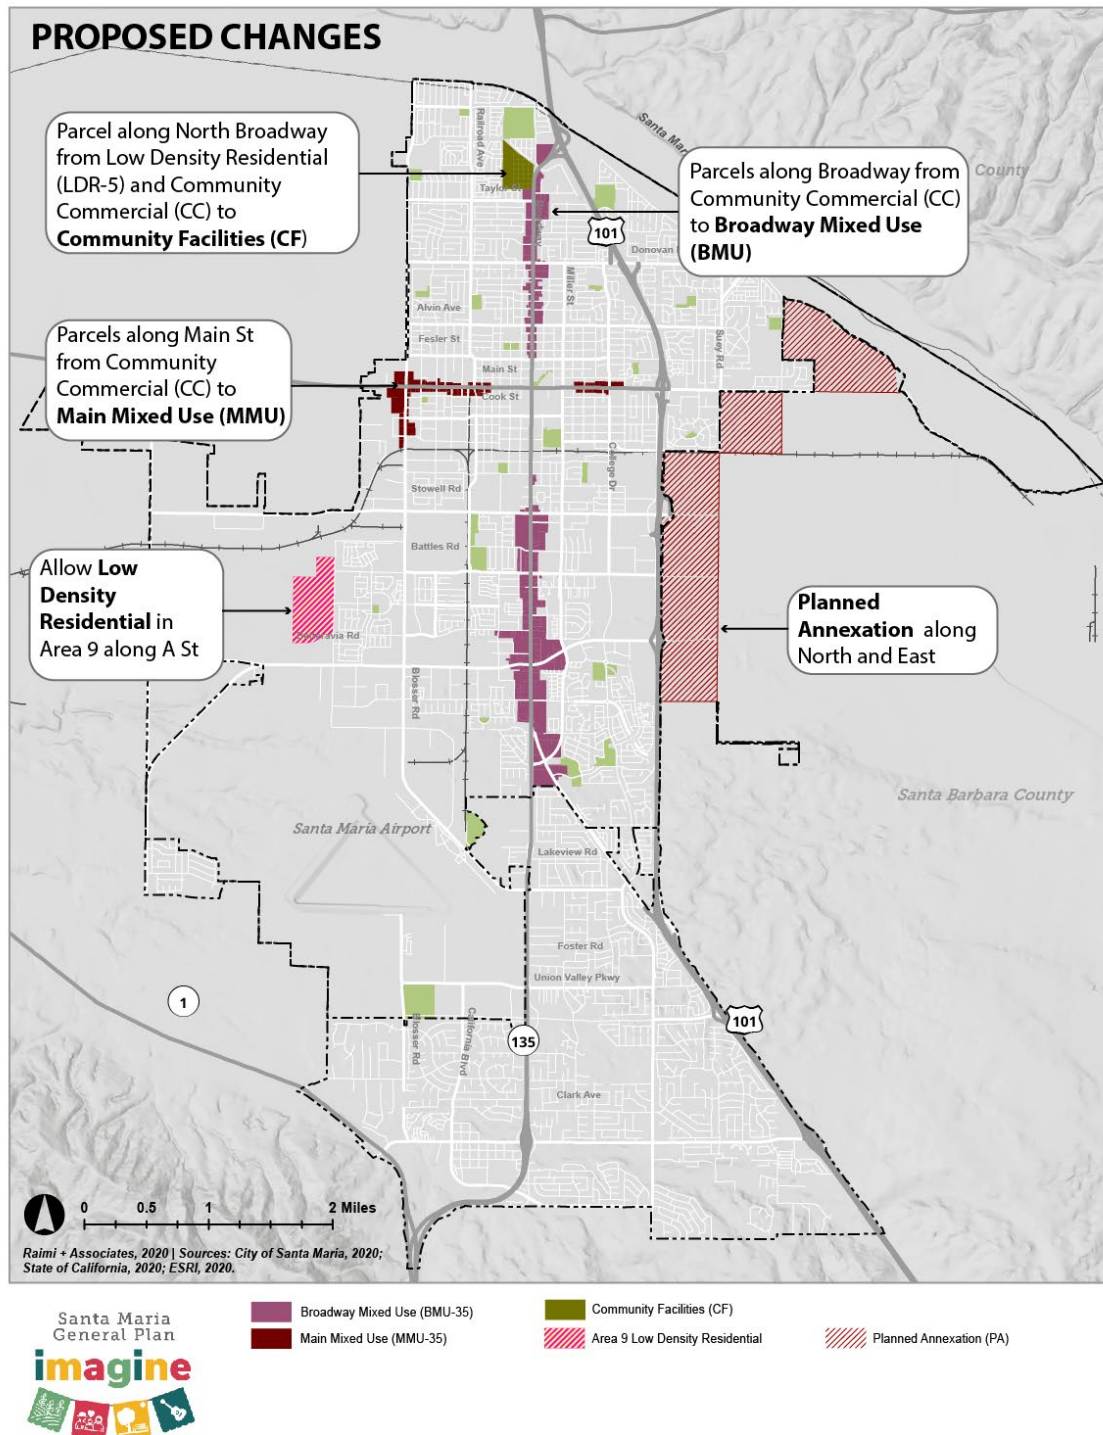 PROPOSED CHANGES
Parcel along North Broadway
from Low Density Residential
(LDR-5) and Community
Commercial (CC) to
Community Facilities (CF)
Parcels along Broadway from
Community Commercial (CC)
to Broadway Mixed Use
(BMU)
Parcels along Main St
from Community
Commercial (CC) to
Main Mixed Use (MMU)
Allow Low
Density
Residential in
Area 9 along A St
Planned
Annexation along
North and East
Railroad Ave
Santa Mar
County
Taylor St
101
Donovan
Miller St
Alvin Ave
Fesler St
Suey Rd
Main St
Cook St
College Dr
Stowell Rd
Battles Rd
Blosser Rd
Santa Maria Airport
Santa Barbara County
Lakeview Rd
Foster Rd
Union Valley Pkwy
1
Blosser Rd
California Blvd
135
101
Clark Ave
0 0.5 1 2 Miles
Raimi + Associates, 2020 | Sources: City of Santa Maria, 2020;
State of California, 2020; ESRI, 2020.
Santa Maria
General Plan
imagine
Broadway Mixed Use (BMU-35)
Main Mixed Use (MMU-35)
Community Facilities (CF)
Area 9 Low Density Residential
Planned Annexation (PA)